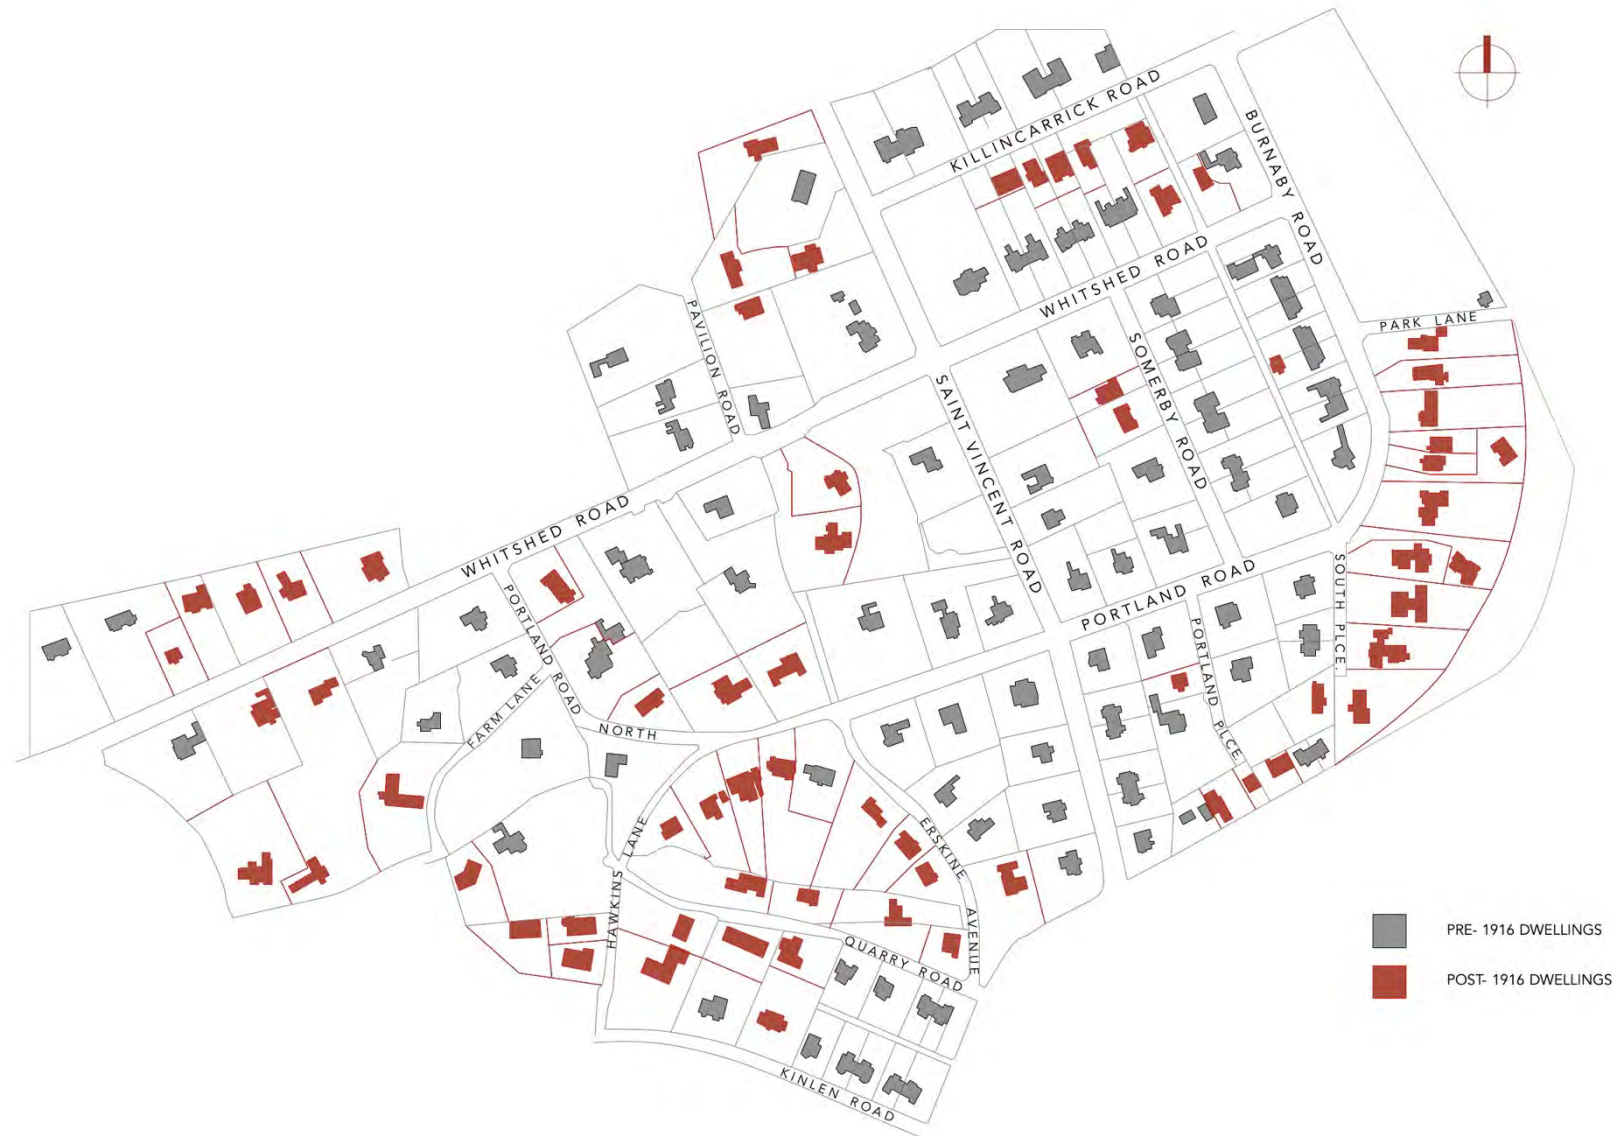 KILLINCARRICK ROAD
BURNABY ROAD
WHITSHED ROAD
PAVILION ROAD
PARK LANE
SOMERBY ROAD
SAINT VINCENT ROAD
WHITSHED ROAD
PORTLAND ROAD
SOUTH PLCE.
PORTLAND ROAD
PORTLAND PLCE.
FARM LANE
NORTH
ERSKINE AVENUE
HAWKINS LANE
QUARRY ROAD
KINLEN ROAD
PRE- 1916 DWELLINGS
POST- 1916 DWELLINGS